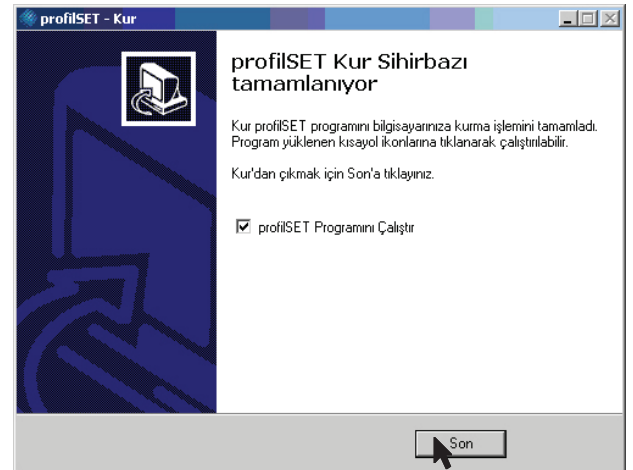 profilSET - Kur
profilSET Kur Sihirbazı
tamamlanıyor
Kur profilSET programını bilgisayarınıza kurma işlemini tamamladı.
Program yüklenen kısayol ikonlarına tıklanarak çalıştırılabilir.
Kur'dan çıkmak için Son'a tıklayınız.
profilSET Programını Çalıştır
Son